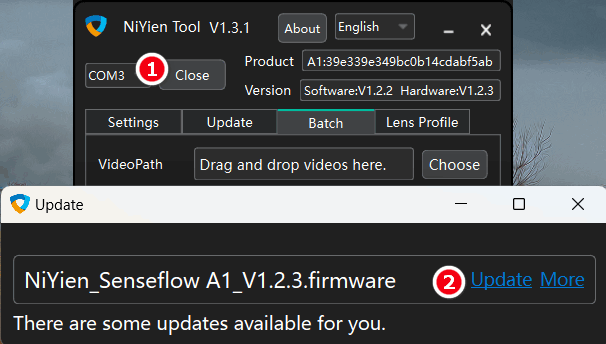 NiYien Tool V1.3.1 About English
COM3 1 Close Product A1:39e339e349bc0b14cdabf5ab
Version Software:V1.2.2 Hardware:V1.2.3
Settings Update Batch Lens Profile
VideoPath Drag and drop videos here. Choose
Update
NiYien_Senseflow A1_V1.2.3.firmware 2 Update More
There are some updates available for you.